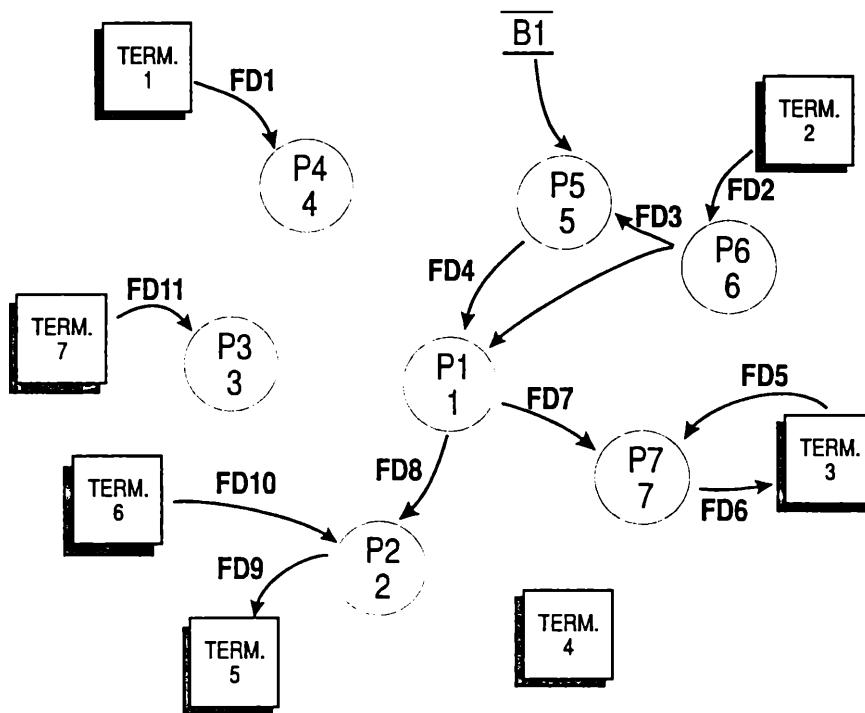 B1
TERM.
1
FD1
TERM.
2
P4
4
P5
5
FD2
FD3
P6
6
FD4
FD11
TERM.
7
P3
3
P1
1
FD7
FD5
FD8
P7
7
TERM.
3
TERM.
6
FD10
FD6
P2
2
FD9
TERM.
5
TERM.
4